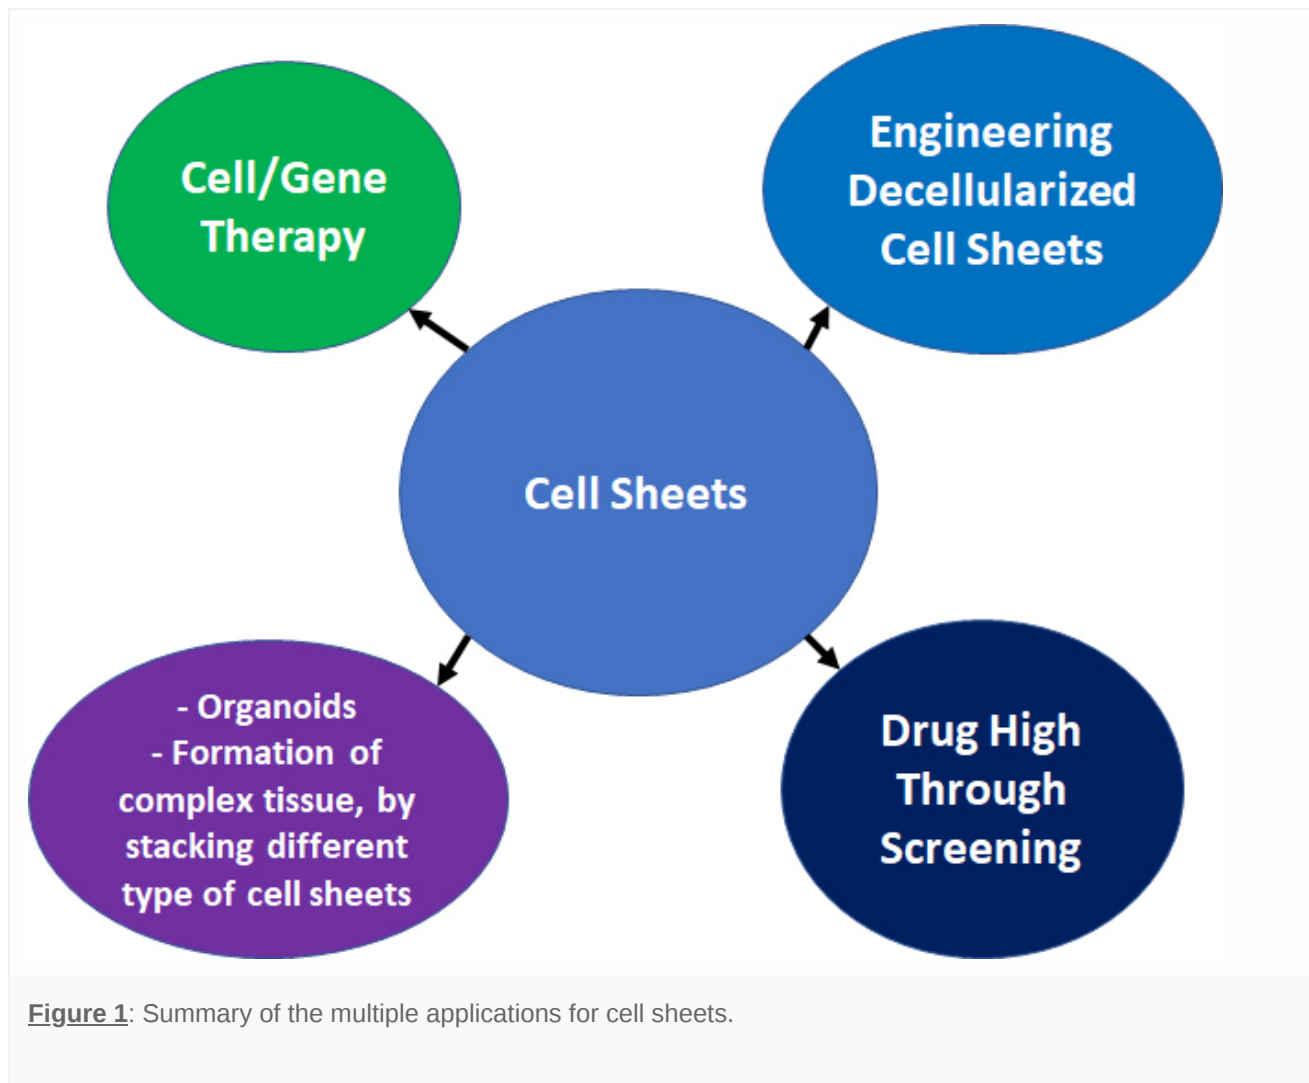 Cell/Gene
Therapy
Engineering
Decellularized
Cell Sheets
Cell Sheets
- Organoids
- Formation of
complex tissue, by
stacking different
type of cell sheets
Drug High
Through
Screening
Figure 1: Summary of the multiple applications for cell sheets.